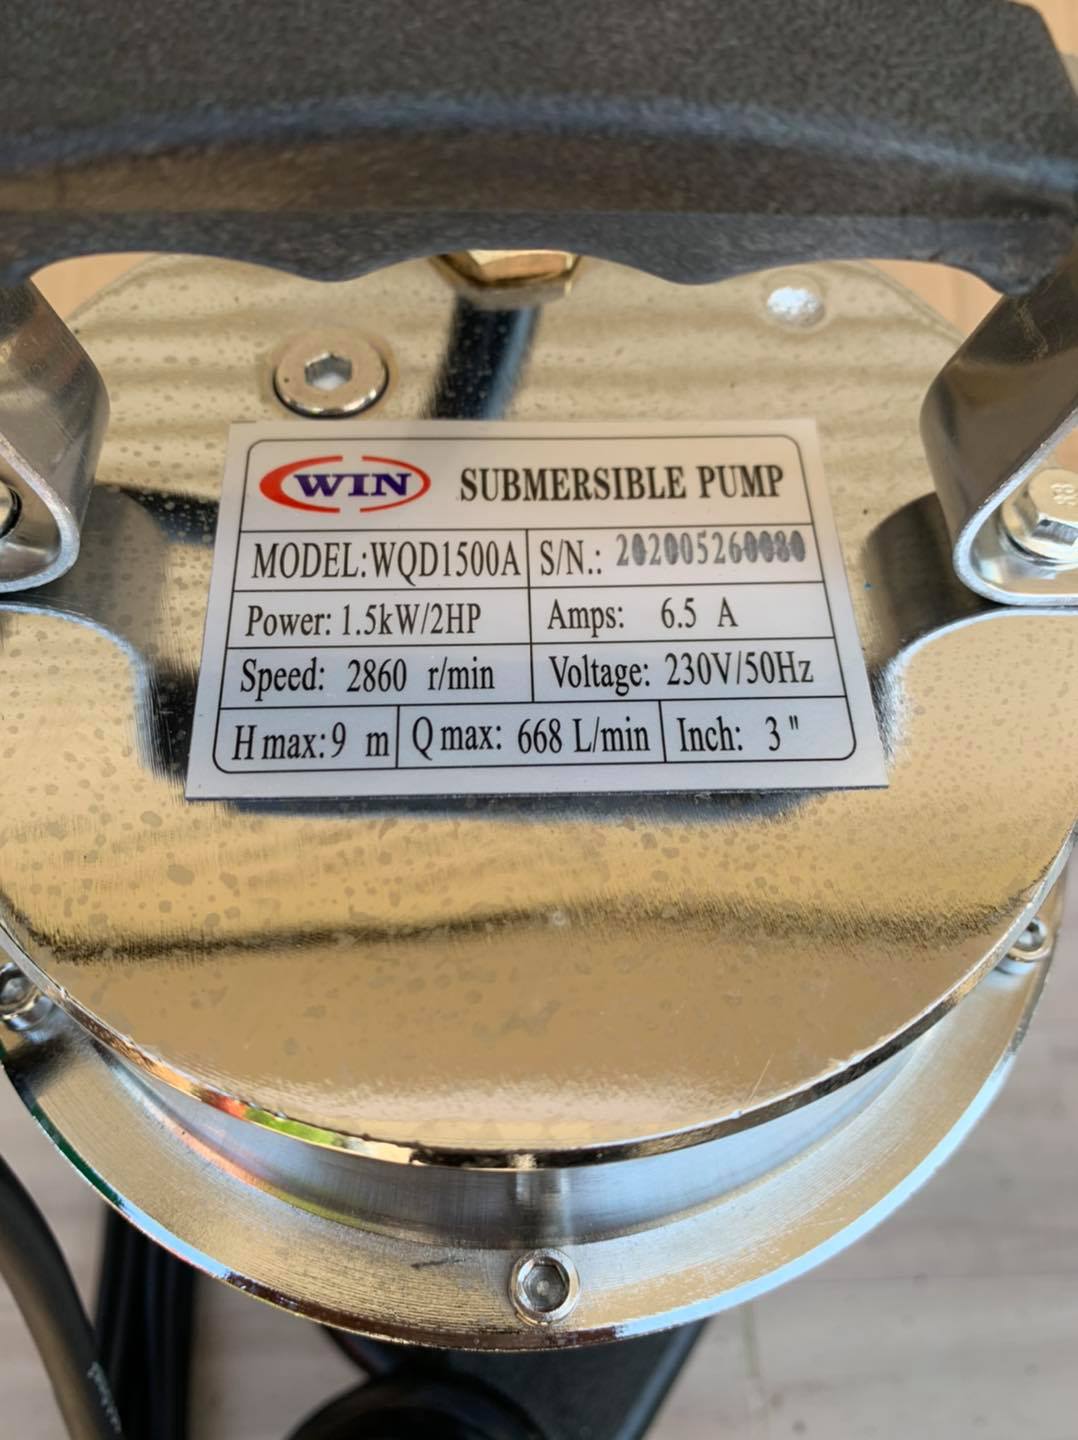 WIN SUBMERSIBLE PUMP
MODEL:WQD1500A S/N.: 202005260080
Power: 1.5kW/2HP Amps: 6.5 A
Speed: 2860 r/min Voltage: 230V/50Hz
H max:9 m Q max: 668 L/min Inch: 3 "